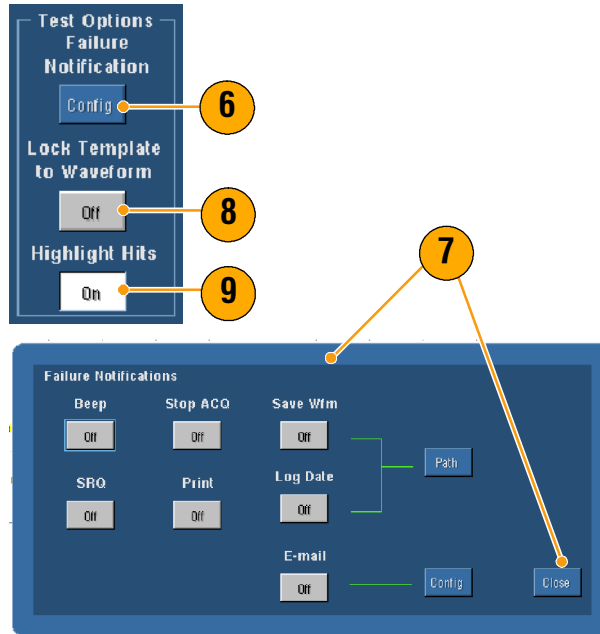 Test Options
Failure
Notification
Config
6
Lock Template
to Waveform
Off
8
Highlight Hits
On
9
7
Failure Notifications
Beep Stop ACQ Save Wfm
Off Off Off
Path
SRQ Print Log Date
Off Off Off
E-mail
Off Config Close